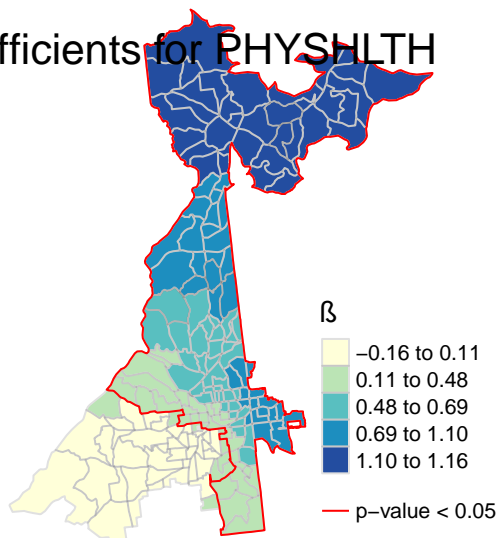 fficients for PHYSHLTH
ß
−0.16 to 0.11
0.11 to 0.48
0.48 to 0.69
0.69 to 1.10
1.10 to 1.16
p−value < 0.05